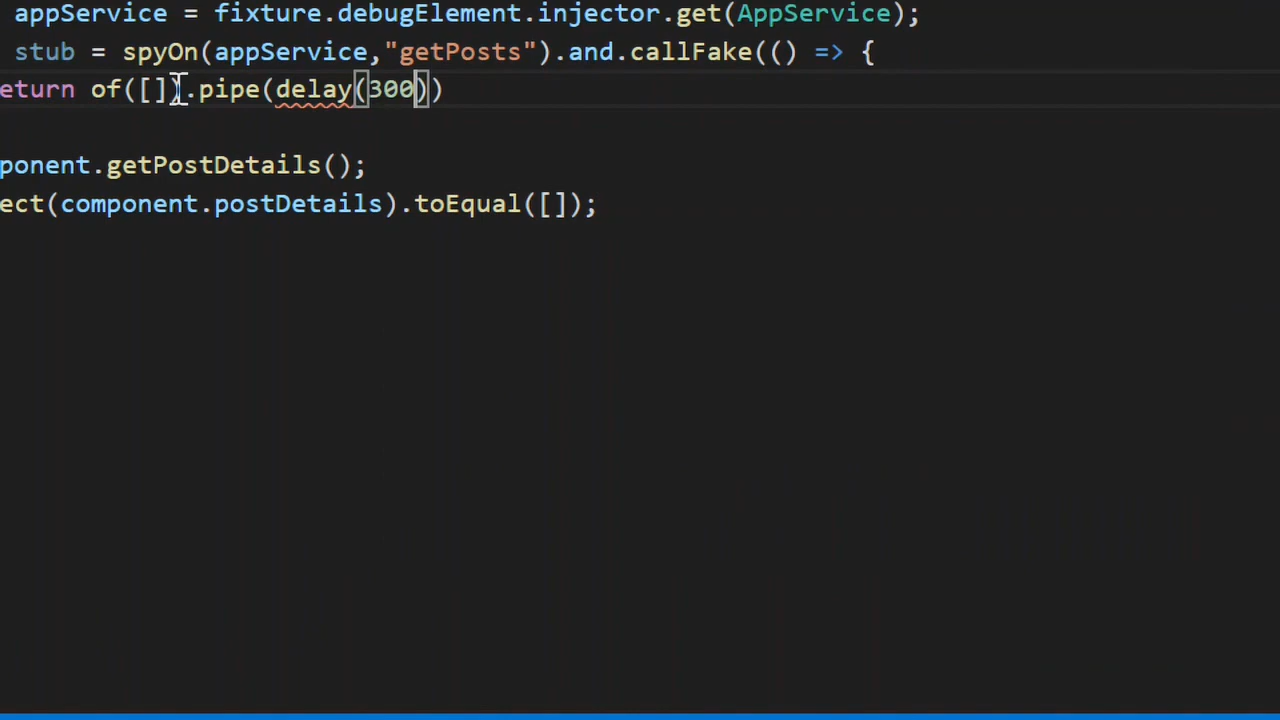 appService = fixture.debugElement.injector.get(AppService);
stub = spyOn(appService,"getPosts").and.callFake(() => {
eturn of([]).pipe(delay(300))
ponent.getPostDetails();
ect(component.postDetails).toEqual([]);